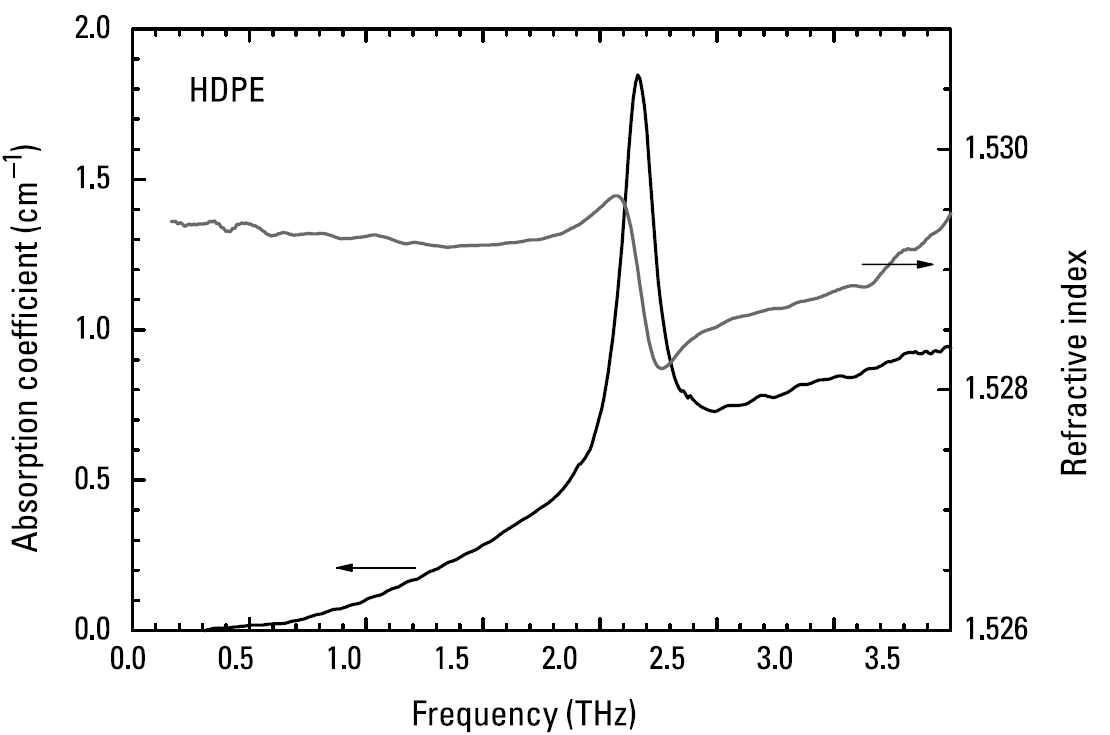 HDPE
Absorption coefficient (cm⁻¹)
2.0
1.5
1.0
0.5
0.0
1.530
1.528
1.526
Refractive index
0.0 0.5 1.0 1.5 2.0 2.5 3.0 3.5
Frequency (THz)